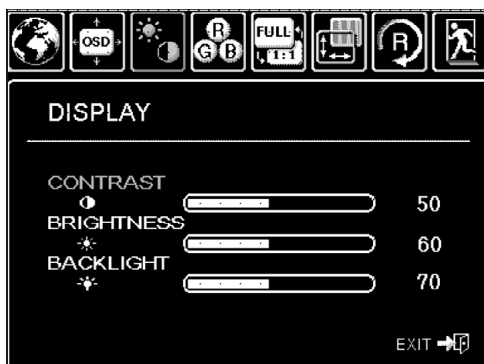 OSD
R
G B
FULL
1:1
R
DISPLAY
CONTRAST
50
BRIGHTNESS
60
BACKLIGHT
70
EXIT